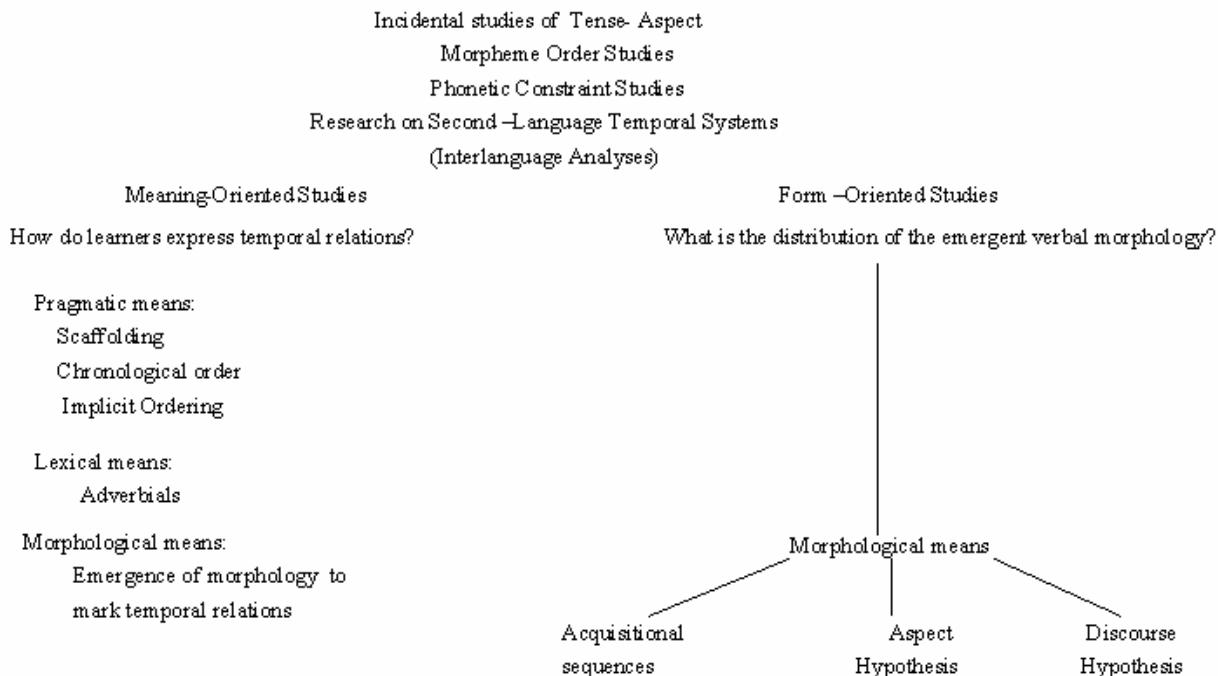 Incidental studies of Tense- Aspect
Morpheme Order Studies
Phonetic Constraint Studies
Research on Second –Language Temporal Systems
(Interlanguage Analyses)
Meaning-Oriented Studies
Form –Oriented Studies
How do learners express temporal relations?
What is the distribution of the emergent verbal morphology?
Pragmatic means:
Scaffolding
Chronological order
Implicit Ordering
Lexical means:
Adverbials
Morphological means:
Emergence of morphology to
mark temporal relations
Morphological means
Acquisitional
sequences
Aspect
Hypothesis
Discourse
Hypothesis